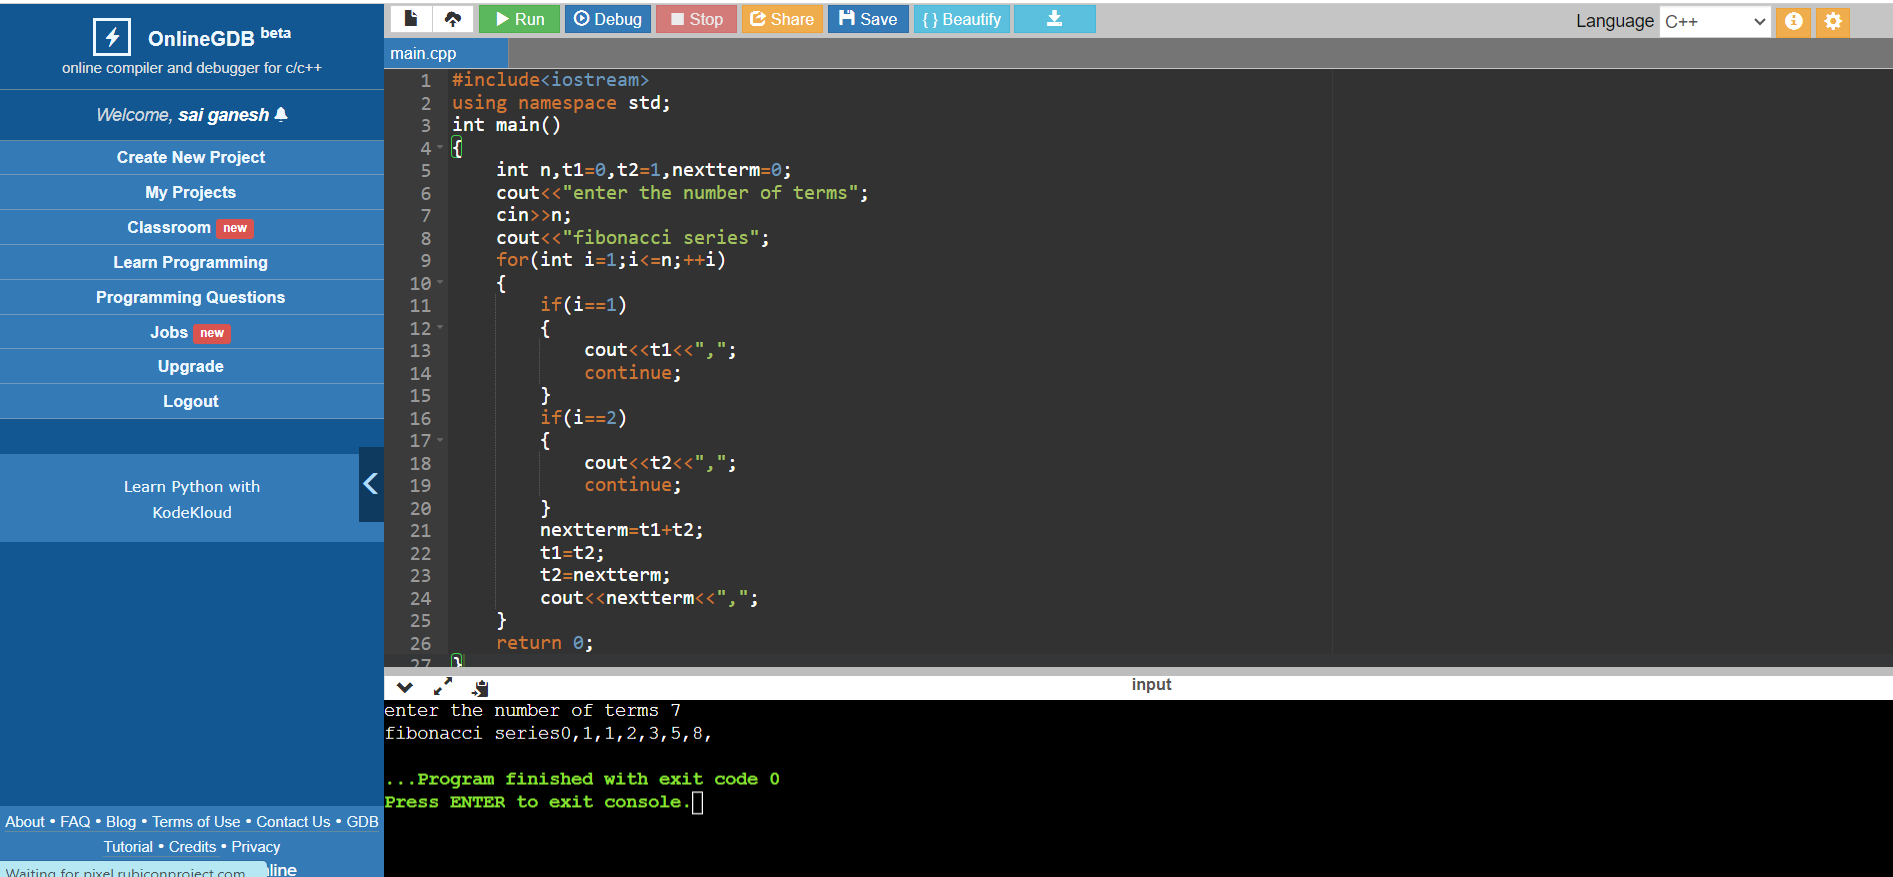 OnlineGDB beta
online compiler and debugger for c/c++
Welcome, sai ganesh
Create New Project
My Projects
Classroom new
Learn Programming
Programming Questions
Jobs new
Upgrade
Logout
Learn Python with
KodeKloud
About • FAQ • Blog • Terms of Use • Contact Us • GDB
Tutorial • Credits • Privacy
Waiting for pixel.rubiconproject.com
Run Debug Stop Share Save { } Beautify Language C++
main.cpp
1 #include<iostream>
2 using namespace std;
3 int main()
4 {
5 int n,t1=0,t2=1,nextterm=0;
6 cout<<"enter the number of terms";
7 cin>>n;
8 cout<<"fibonacci series";
9 for(int i=1;i<=n;++i)
10 {
11 if(i==1)
12 {
13 cout<<t1<<",";
14 continue;
15 }
16 if(i==2)
17 {
18 cout<<t2<<",";
19 continue;
20 }
21 nextterm=t1+t2;
22 t1=t2;
23 t2=nextterm;
24 cout<<nextterm<<",";
25 }
26 return 0;
27 }
input
enter the number of terms 7
fibonacci series0,1,1,2,3,5,8,
...Program finished with exit code 0
Press ENTER to exit console.